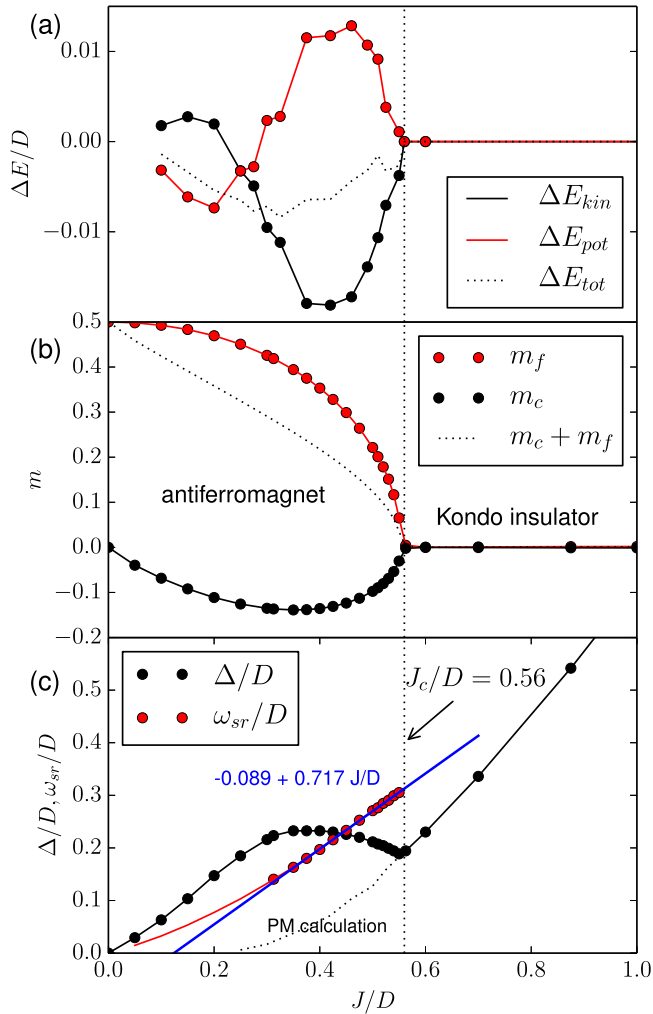 (a)
0.01
0.00
−0.01
ΔE/D
ΔE_kin
ΔE_pot
ΔE_tot
(b)
0.5
0.4
0.3
0.2
0.1
0.0
−0.1
−0.2
m
m_f
m_c
m_c + m_f
antiferromagnet
Kondo insulator
(c)
0.5
0.4
0.3
0.2
0.1
0.0
Δ/D, ω_sr/D
Δ/D
ω_sr/D
J_c/D = 0.56
-0.089 + 0.717 J/D
PM calculation
0.0 0.2 0.4 0.6 0.8 1.0
J/D